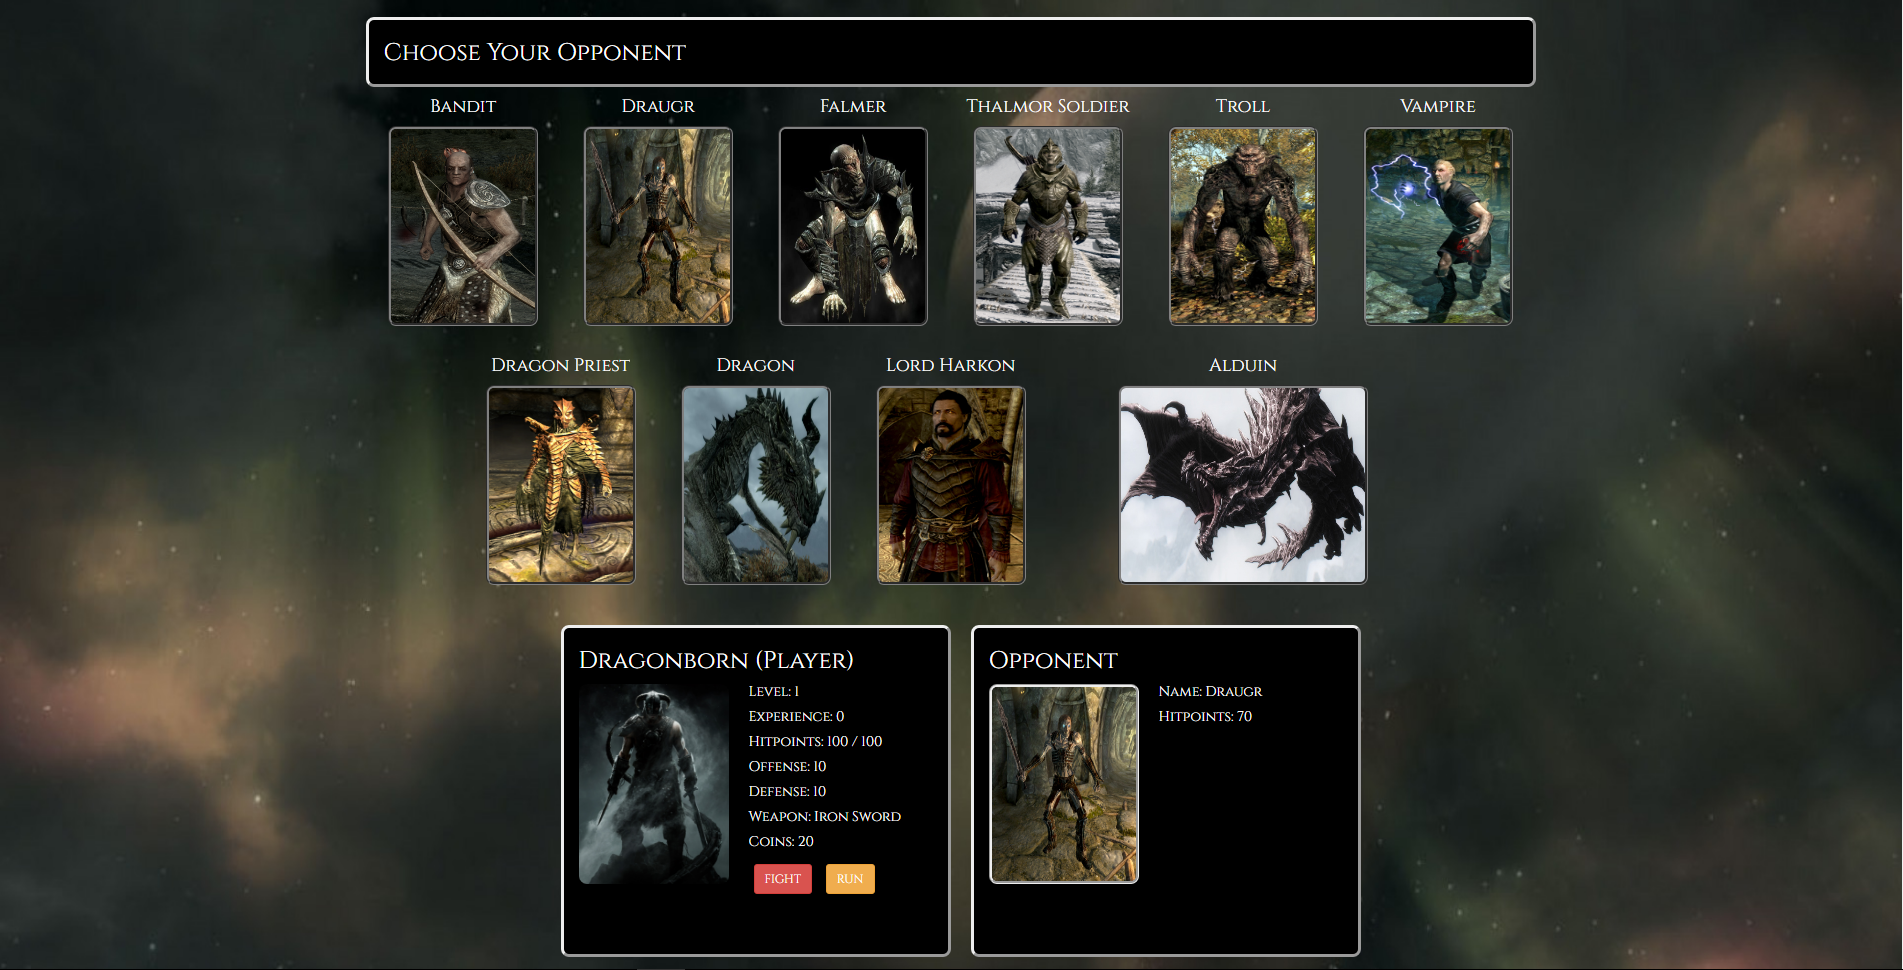 Choose Your Opponent
Bandit
Draugr
Falmer
Thalmor Soldier
Troll
Vampire
Dragon Priest
Dragon
Lord Harkon
Alduin
Dragonborn (Player)
Level: 1
Experience: 0
Hitpoints: 100 / 100
Offense: 10
Defense: 10
Weapon: Iron Sword
Coins: 20
FIGHT
RUN
Opponent
Name: Draugr
Hitpoints: 70